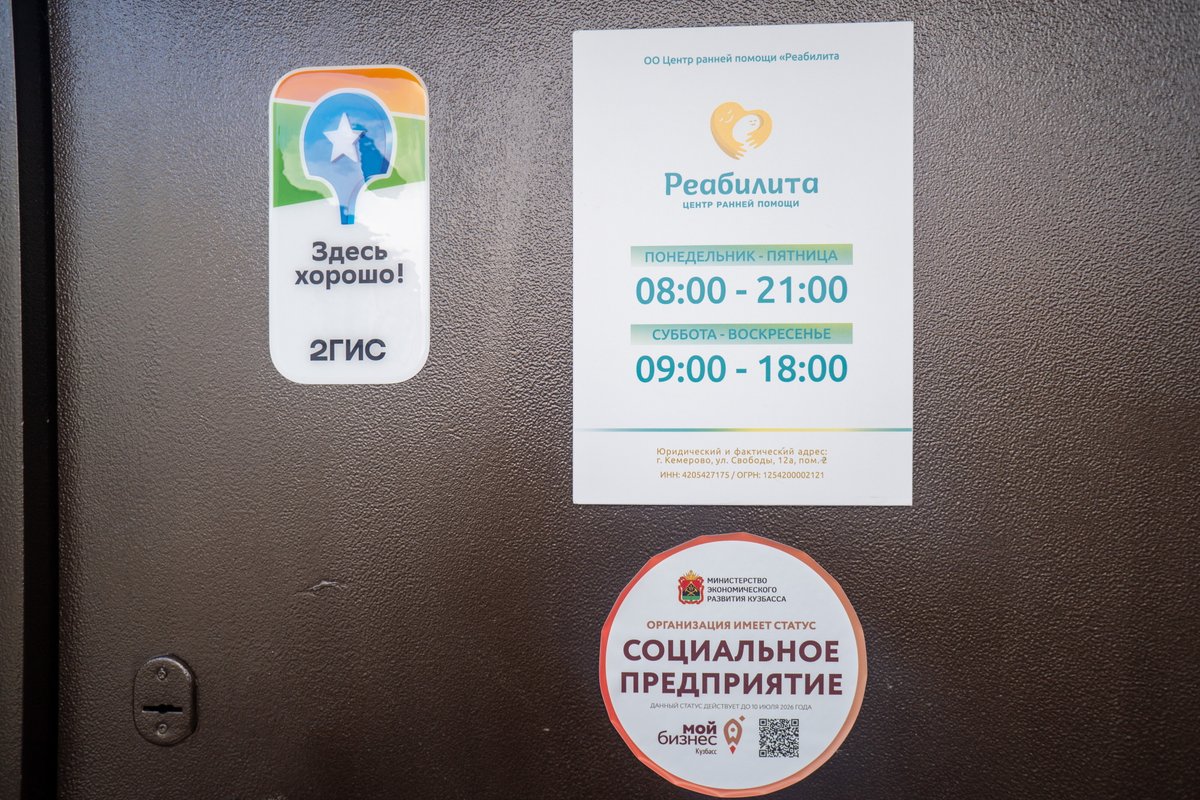 Здесь
хорошо!
2ГИС
ОО Центр ранней помощи «Реабилита
Реабилита
ЦЕНТР РАННЕЙ ПОМОЩИ
ПОНЕДЕЛЬНИК - ПЯТНИЦА
08:00 - 21:00
СУББОТА - ВОСКРЕСЕНЬЕ
09:00 - 18:00
Юридический и фактический адрес:
г. Кемерово, ул. Свободы, 12а, пом. 2
ИНН: 4205427175 / ОГРН: 1254200002121
МИНИСТЕРСТВО
ЭКОНОМИЧЕСКОГО
РАЗВИТИЯ КУЗБАССА
ОРГАНИЗАЦИЯ ИМЕЕТ СТАТУС
СОЦИАЛЬНОЕ
ПРЕДПРИЯТИЕ
ДАННЫЙ СТАТУС ДЕЙСТВУЕТ ДО 10 ИЮЛЯ 2026 ГОДА
МОЙ
бизнес
Кузбасс